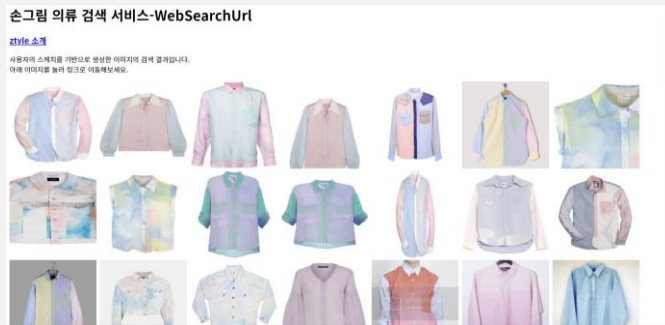 손그림 의류 검색 서비스-WebSearchUrl
ztyle 소개
사용자의 스케치를 기반으로 생성한 이미지의 검색 결과입니다.
아래 이미지를 눌러 링크로 이동해보세요.